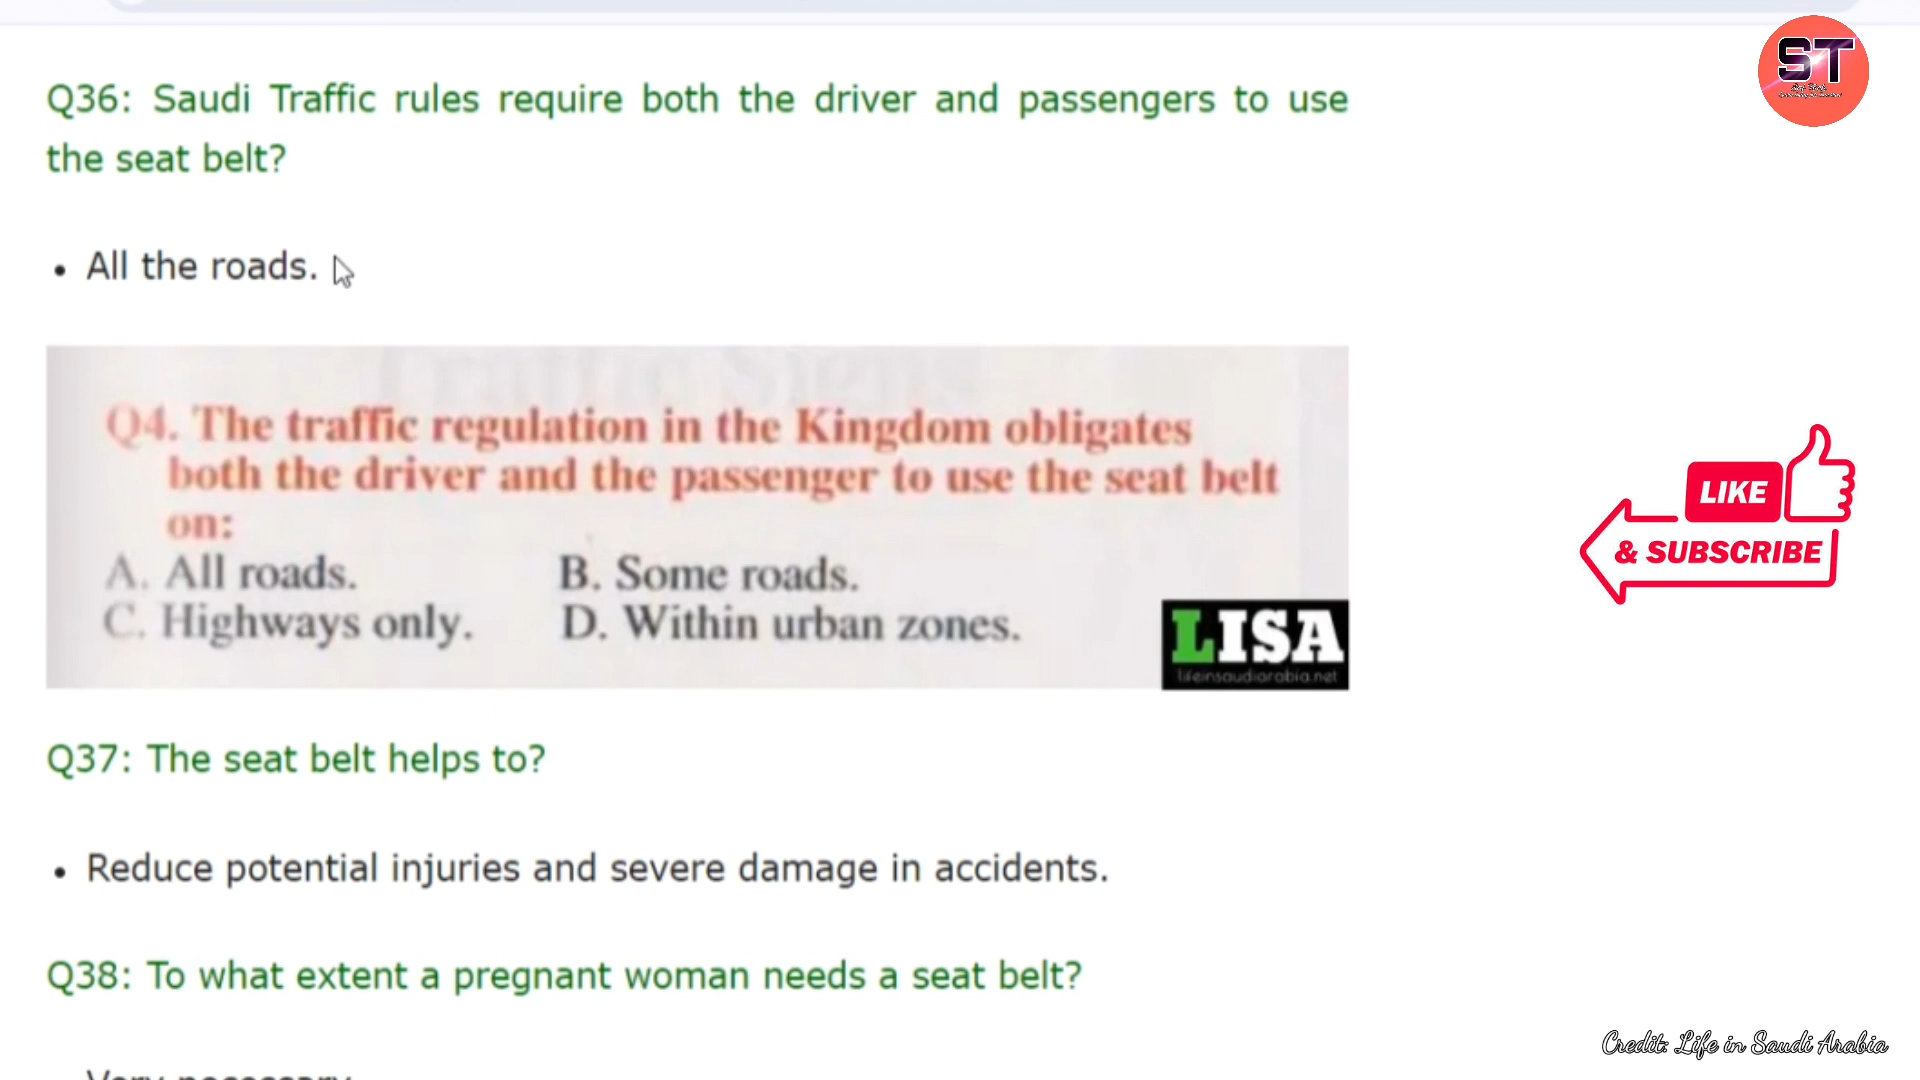 ST
Q36: Saudi Traffic rules require both the driver and passengers to use
the seat belt?
• All the roads.
Q4. The traffic regulation in the Kingdom obligates
both the driver and the passenger to use the seat belt
on:
A. All roads. B. Some roads.
C. Highways only. D. Within urban zones.
LISA
lifeinsaudiarabia.net
LIKE
& SUBSCRIBE
Q37: The seat belt helps to?
• Reduce potential injuries and severe damage in accidents.
Q38: To what extent a pregnant woman needs a seat belt?
Very necessary
Credit: Life in Saudi Arabia